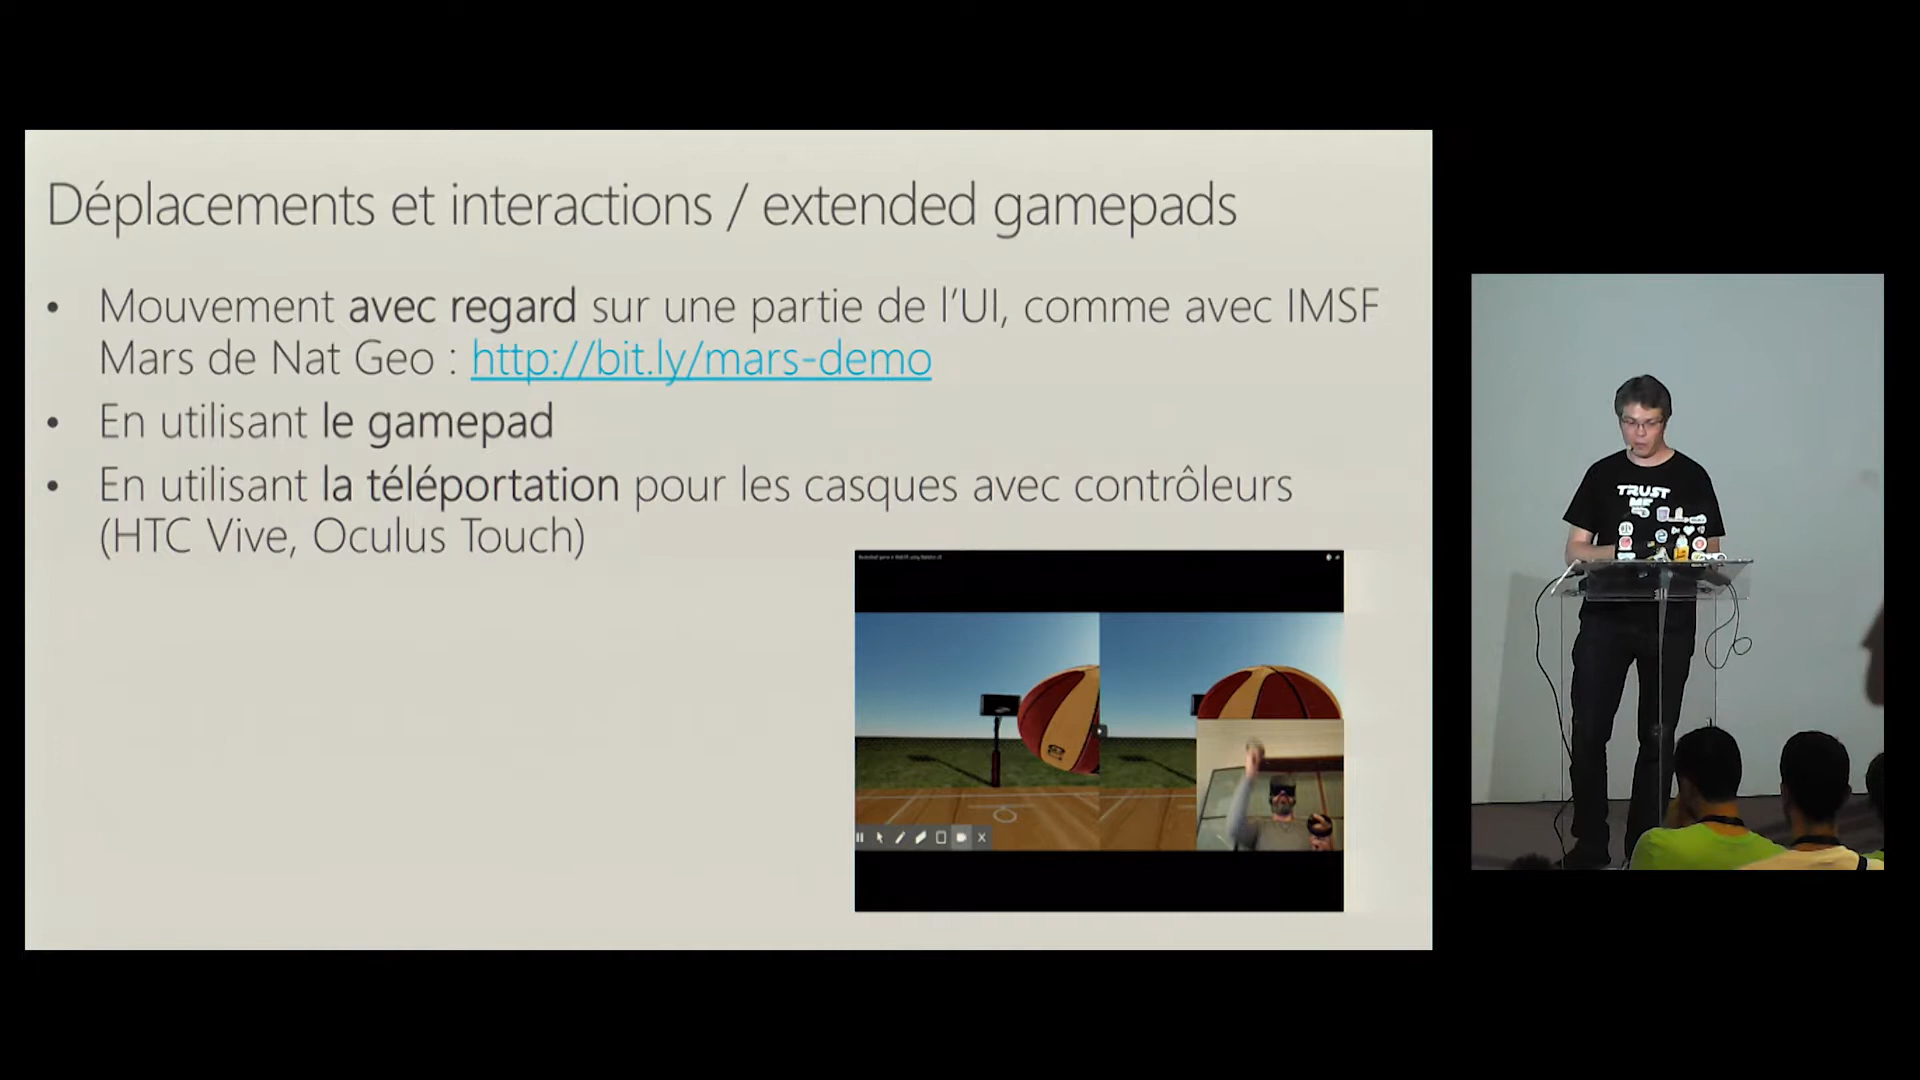 Déplacements et interactions / extended gamepads
• Mouvement avec regard sur une partie de l'UI, comme avec IMSF
Mars de Nat Geo : http://bit.ly/mars-demo
• En utilisant le gamepad
• En utilisant la téléportation pour les casques avec contrôleurs
(HTC Vive, Oculus Touch)
TRUST
ME